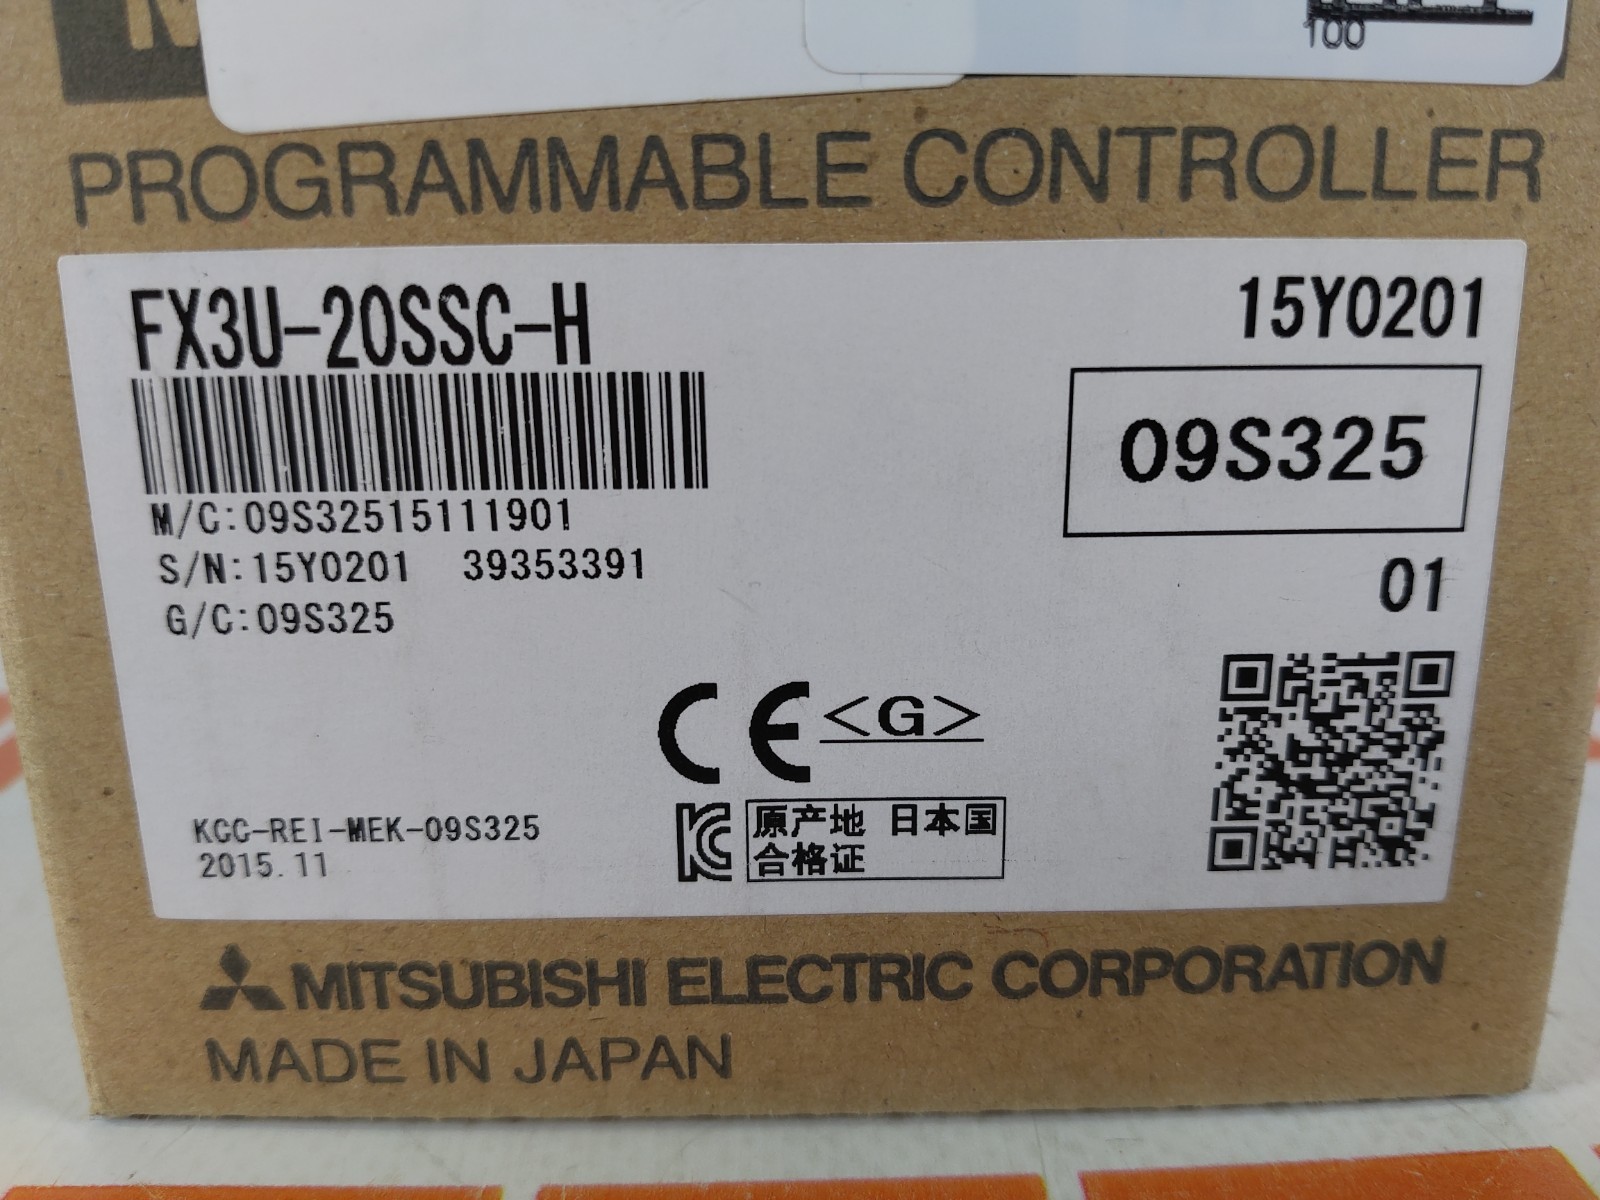 100
PROGRAMMABLE CONTROLLER
FX3U-20SSC-H
15Y0201
09S325
M/C:09S32515111901
S/N:15Y0201 39353391
G/C:09S325
01
CE <G>
KCC-REI-MEK-09S325
2015.11
原产地 日本国
合格证
MITSUBISHI ELECTRIC CORPORATION
MADE IN JAPAN